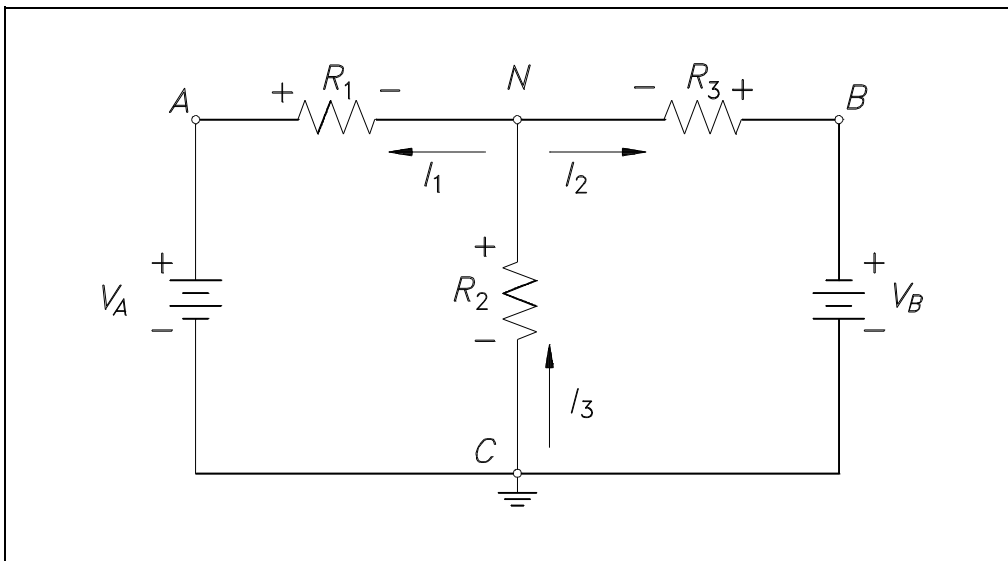 A + R1 - N - R3 + B
I1 I2
+ + +
VA R2 VB
- - -
I3
C